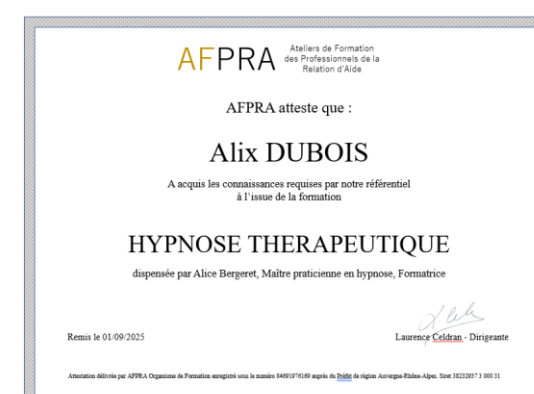 AFPRA
Ateliers de Formation
des Professionnels de la
Relation d'Aide
AFPRA atteste que :
Alix DUBOIS
A acquis les connaissances requises par notre référentiel
à l'issue de la formation
HYPNOSE THERAPEUTIQUE
dispensée par Alice Bergeret, Maître praticienne en hypnose, Formatrice
Remis le 01/09/2025
Laurence Celdran - Dirigeante
Attestation délivrée par AFPRA Organisme de Formation enregistré sous le numéro 84691976169 auprès du Préfet de région Auvergne-Rhône-Alpes. Siret 38232957 3 000 31